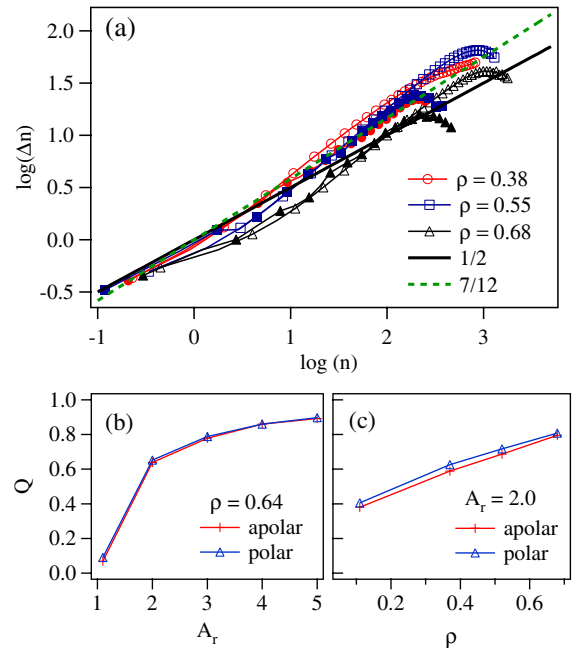 (a)
2.0
1.5
1.0
0.5
0.0
-0.5
log(Δn)
-1
0
1
2
3
log (n)
ρ = 0.38
ρ = 0.55
ρ = 0.68
1/2
7/12
(b)
1.0
0.8
0.6
0.4
0.2
0.0
Q
ρ = 0.64
apolar
polar
1
2
3
4
5
A_r
(c)
A_r = 2.0
apolar
polar
0.2
0.4
0.6
ρ